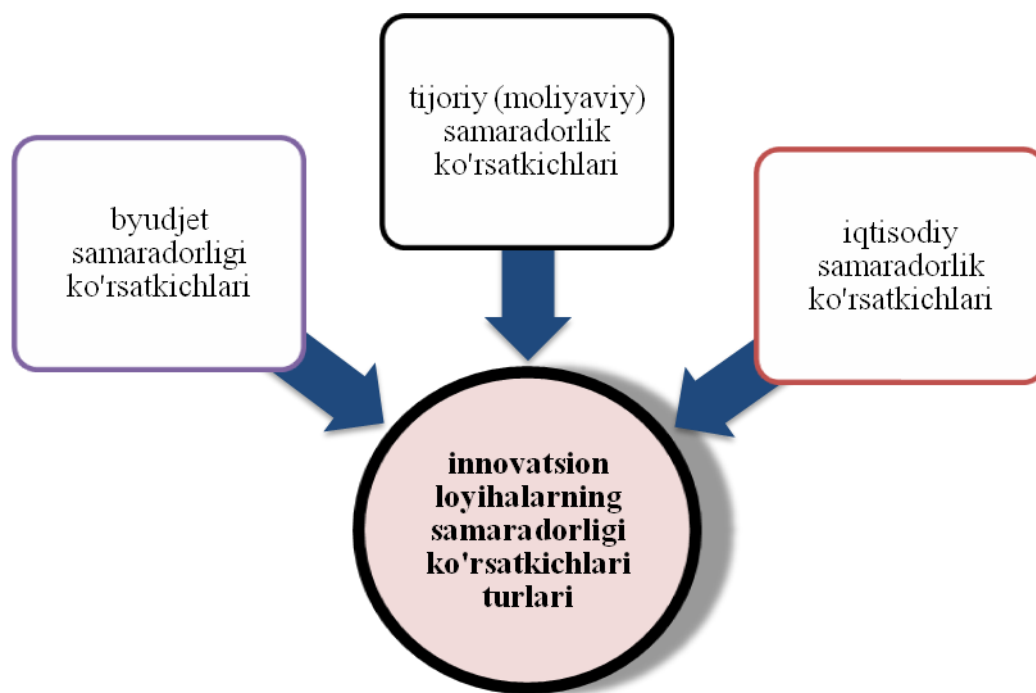 tijoriy (moliyaviy)
samaradorlik
ko'rsatkichlari
byudjet
samaradorligi
ko'rsatkichlari
iqtisodiy
samaradorlik
ko'rsatkichlari
innovatsion
loyihalarning
samaradorligi
ko'rsatkichlari
turlari